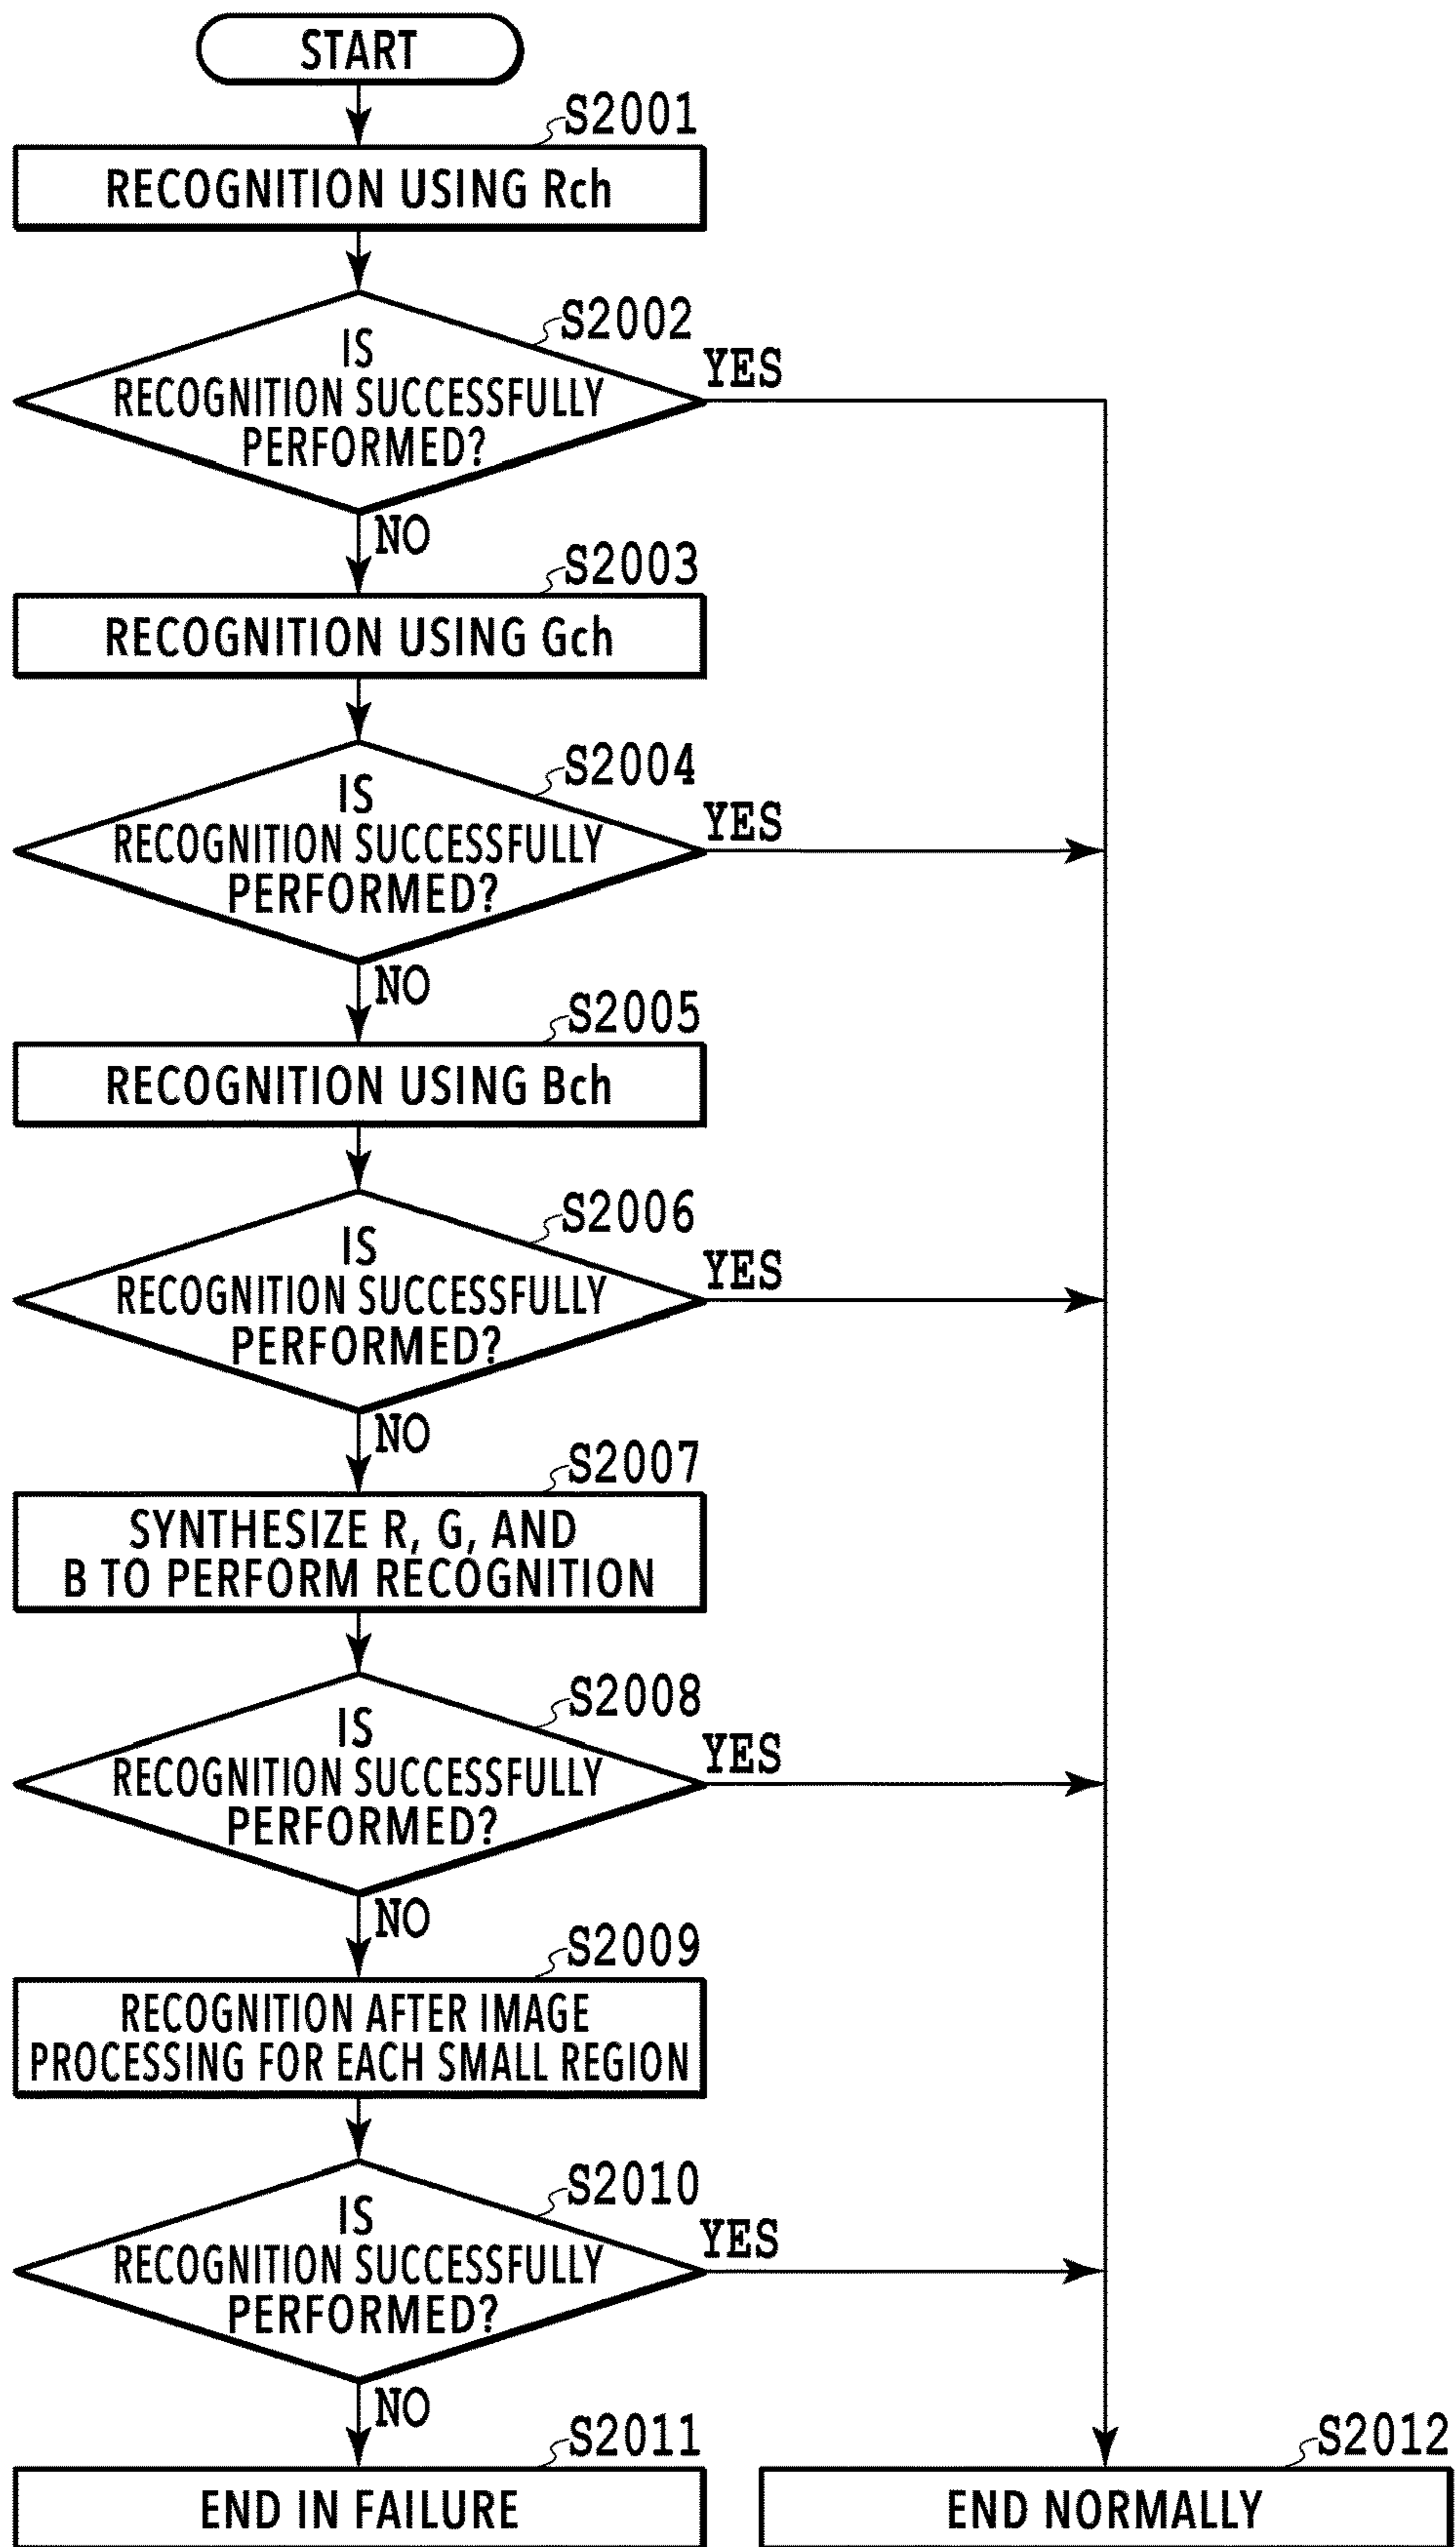 START
S2001
RECOGNITION USING Rch
S2002
IS
RECOGNITION SUCCESSFULLY
PERFORMED?
YES
NO
S2003
RECOGNITION USING Gch
S2004
IS
RECOGNITION SUCCESSFULLY
PERFORMED?
YES
NO
S2005
RECOGNITION USING Bch
S2006
IS
RECOGNITION SUCCESSFULLY
PERFORMED?
YES
NO
S2007
SYNTHESIZE R, G, AND
B TO PERFORM RECOGNITION
S2008
IS
RECOGNITION SUCCESSFULLY
PERFORMED?
YES
NO
S2009
RECOGNITION AFTER IMAGE
PROCESSING FOR EACH SMALL REGION
S2010
IS
RECOGNITION SUCCESSFULLY
PERFORMED?
YES
NO
S2011
END IN FAILURE
S2012
END NORMALLY